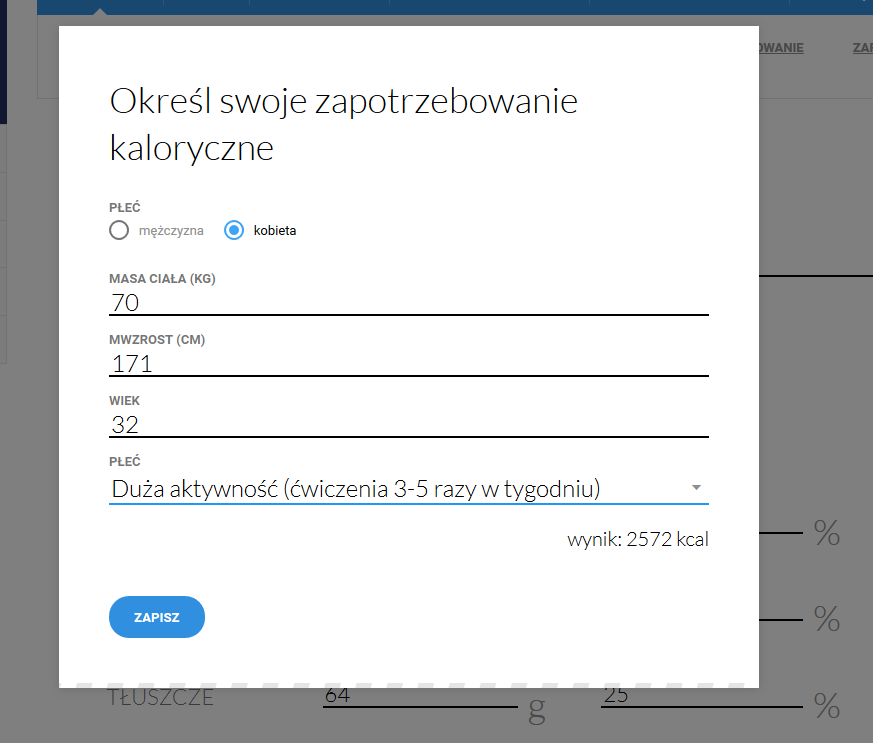 OWANIE
ZAP
Określ swoje zapotrzebowanie
kaloryczne
PŁEĆ
mężczyzna kobieta
MASA CIAŁA (KG)
70
MWZROST (CM)
171
WIEK
32
PŁEĆ
Duża aktywność (ćwiczenia 3-5 razy w tygodniu)
wynik: 2572 kcal
%
ZAPISZ
%
TŁUSZCZE 64 g 25 %